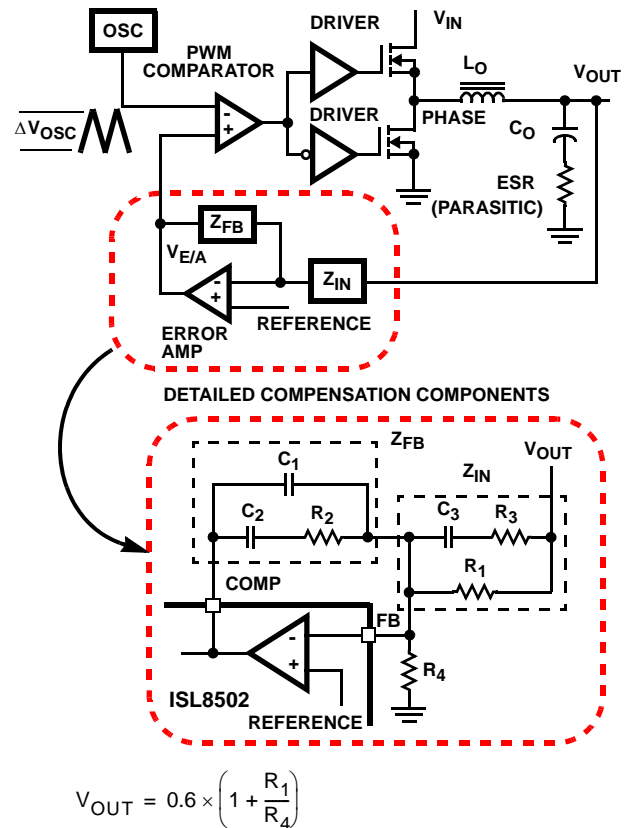 OSC
PWM
COMPARATOR
DRIVER
V_IN
L_O
V_OUT
-
+
DRIVER
PHASE
ΔV_OSC
C_O
ESR
(PARASITIC)
Z_FB
V_E/A
-
+
Z_IN
REFERENCE
ERROR
AMP
DETAILED COMPENSATION COMPONENTS
Z_FB
V_OUT
C_1
Z_IN
C_2
R_2
C_3
R_3
R_1
COMP
FB
-
+
R_4
ISL8502
REFERENCE
V_OUT = 0.6 × (1 + R_1/R_4)